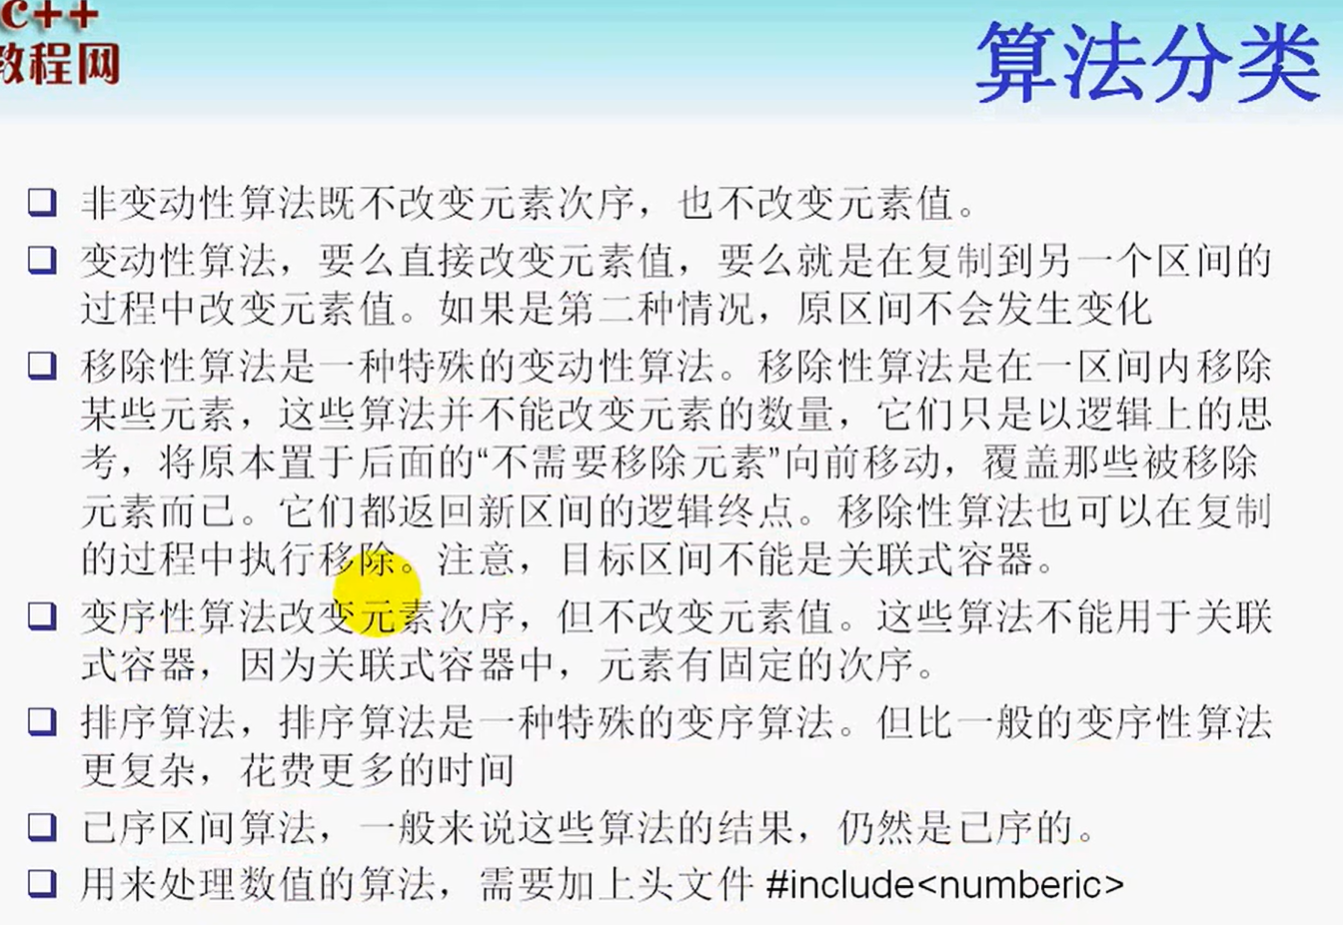 c++
教程网
算法分类
非变动性算法既不改变元素次序，也不改变元素值。
变动性算法，要么直接改变元素值，要么就是在复制到另一个区间的
过程中改变元素值。如果是第二种情况，原区间不会发生变化
移除性算法是一种特殊的变动性算法。移除性算法是在一区间内移除
某些元素，这些算法并不能改变元素的数量，它们只是以逻辑上的思
考，将原本置于后面的“不需要移除元素”向前移动，覆盖那些被移除
元素而已。它们都返回新区间的逻辑终点。移除性算法也可以在复制
的过程中执行移除。注意，目标区间不能是关联式容器。
变序性算法改变元素次序，但不改变元素值。这些算法不能用于关联
式容器，因为关联式容器中，元素有固定的次序。
排序算法，排序算法是一种特殊的变序算法。但比一般的变序性算法
更复杂，花费更多的时间
已序区间算法，一般来说这些算法的结果，仍然是已序的。
用来处理数值的算法，需要加上头文件 #include<numberic>